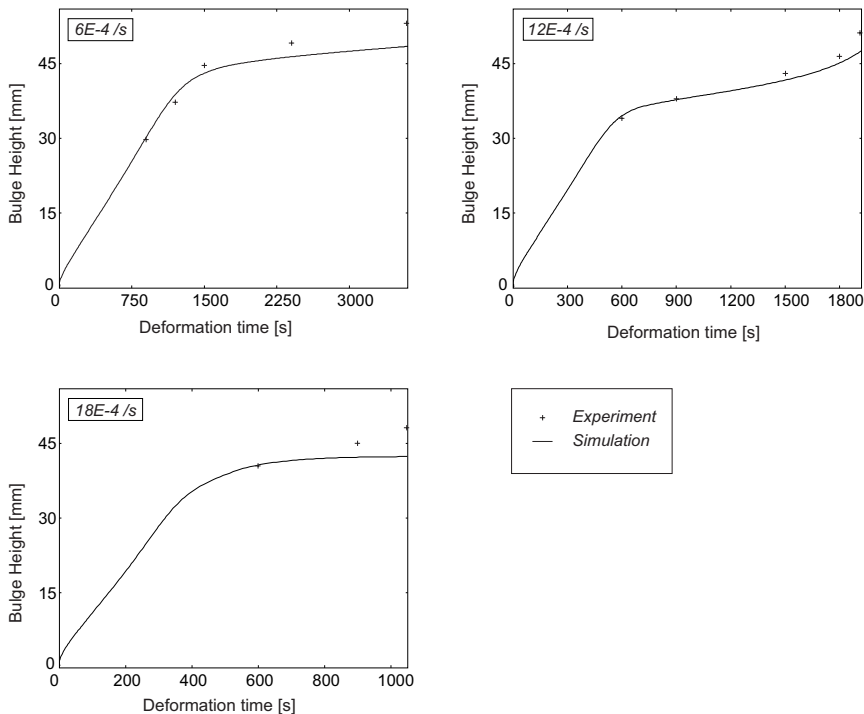 6E-4 /s
Bulge Height [mm]
45
30
15
0
0 750 1500 2250 3000
Deformation time [s]
12E-4 /s
Bulge Height [mm]
45
30
15
0
0 300 600 900 1200 1500 1800
Deformation time [s]
18E-4 /s
Bulge Height [mm]
45
30
15
0
0 200 400 600 800 1000
Deformation time [s]
Experiment
Simulation